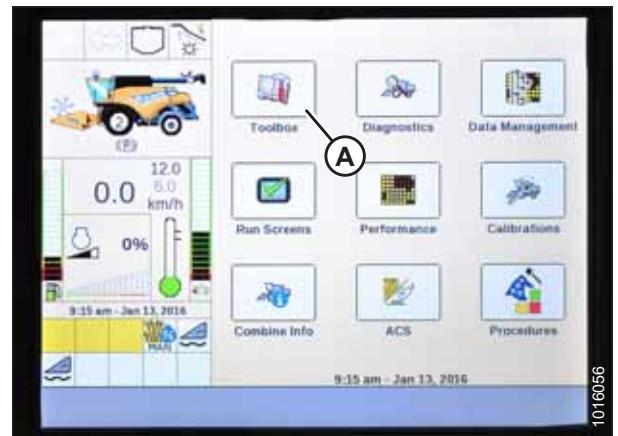 2
(P)
12.0
6.0
0.0 km/h
0%
9:15 am - Jan 13, 2016
MAN
Toolbox Diagnostics Data Management
A
Run Screens Performance Calibrations
Combine Info ACS Procedures
9:15 am - Jan 13, 2016
1016056